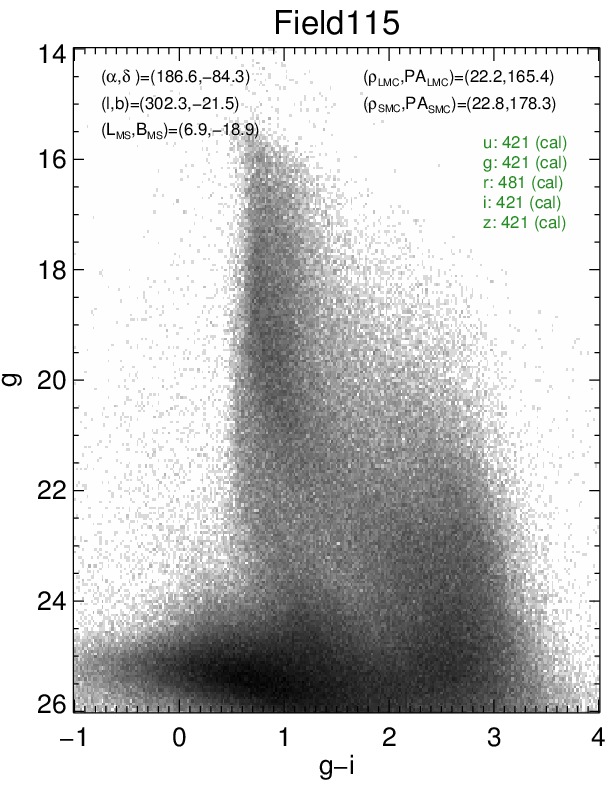 Field115
(α,δ )=(186.6,−84.3)
(ρLMC,PALMC)=(22.2,165.4)
(l,b)=(302.3,−21.5)
(ρSMC,PASMC)=(22.8,178.3)
(LMS,BMS)=(6.9,−18.9)
u: 421 (cal)
g: 421 (cal)
r: 481 (cal)
i: 421 (cal)
z: 421 (cal)
14
16
18
20
22
24
26
g
−1 0 1 2 3 4
g−i